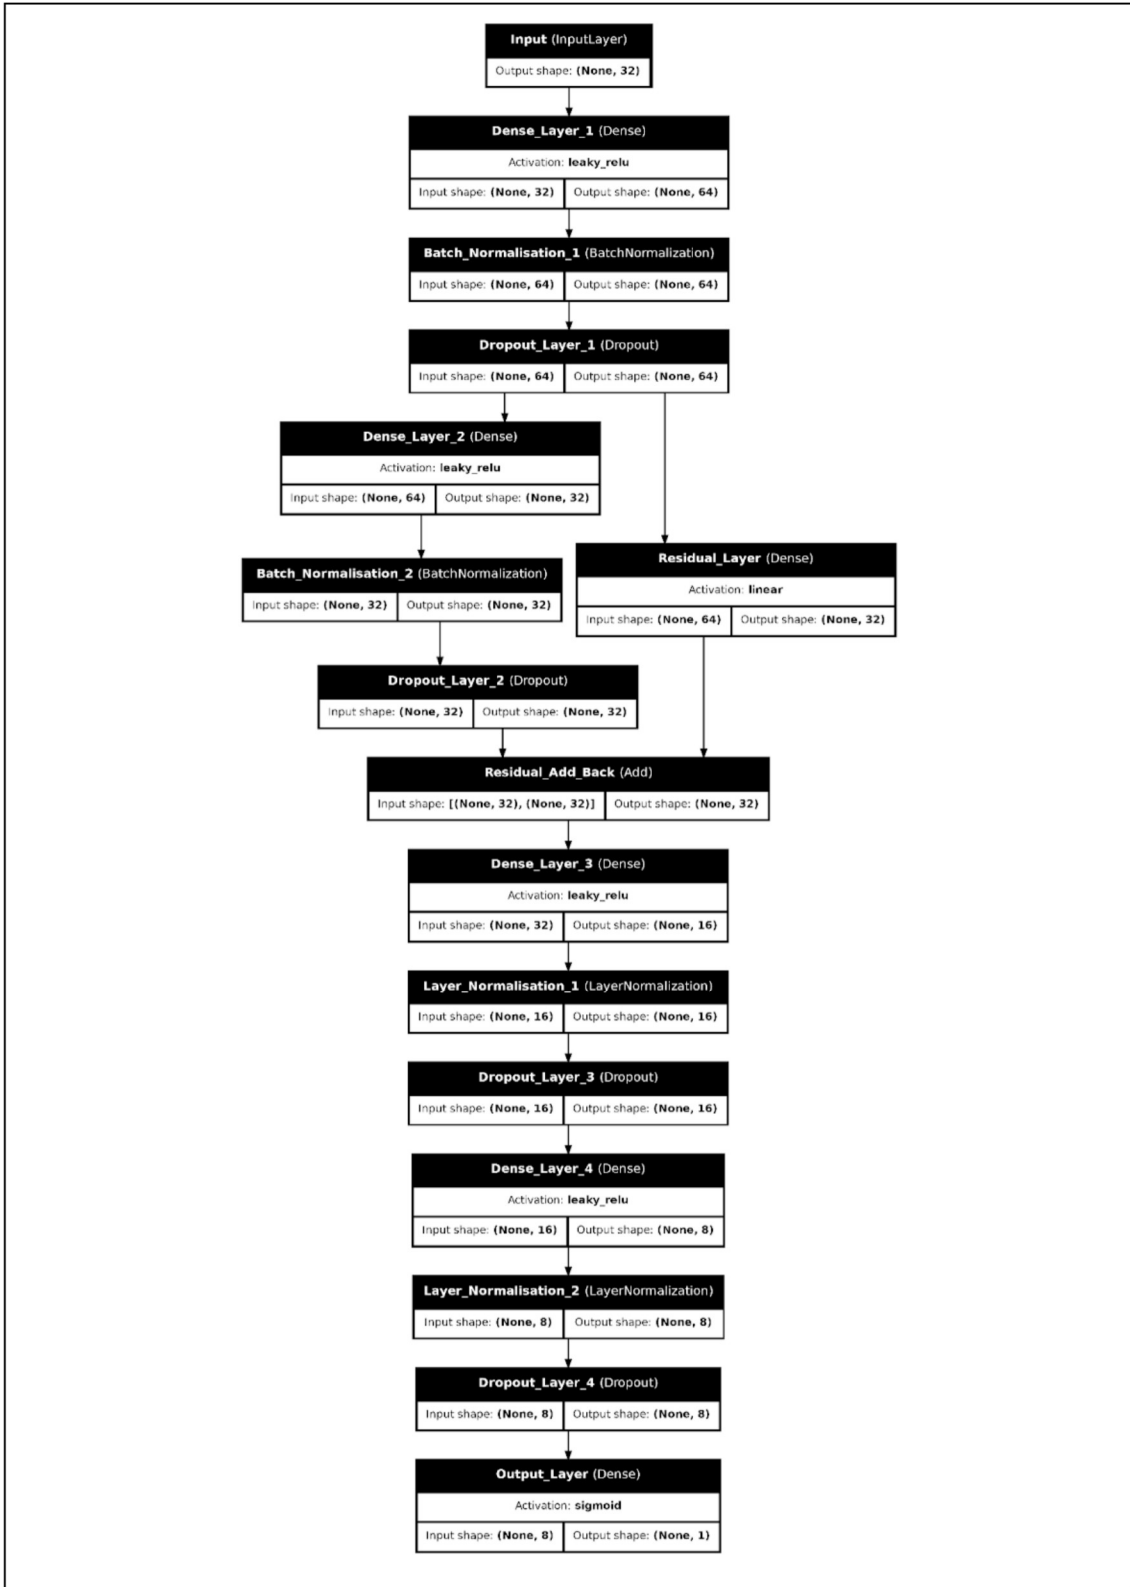 Input (InputLayer)
Output shape: (None, 32)
Dense_Layer_1 (Dense)
Activation: leaky_relu
Input shape: (None, 32) Output shape: (None, 64)
Batch_Normalisation_1 (BatchNormalization)
Input shape: (None, 64) Output shape: (None, 64)
Dropout_Layer_1 (Dropout)
Input shape: (None, 64) Output shape: (None, 64)
Dense_Layer_2 (Dense)
Activation: leaky_relu
Input shape: (None, 64) Output shape: (None, 32)
Batch_Normalisation_2 (BatchNormalization)
Input shape: (None, 32) Output shape: (None, 32)
Residual_Layer (Dense)
Activation: linear
Input shape: (None, 64) Output shape: (None, 32)
Dropout_Layer_2 (Dropout)
Input shape: (None, 32) Output shape: (None, 32)
Residual_Add_Back (Add)
Input shape: [(None, 32), (None, 32)] Output shape: (None, 32)
Dense_Layer_3 (Dense)
Activation: leaky_relu
Input shape: (None, 32) Output shape: (None, 16)
Layer_Normalisation_1 (LayerNormalization)
Input shape: (None, 16) Output shape: (None, 16)
Dropout_Layer_3 (Dropout)
Input shape: (None, 16) Output shape: (None, 16)
Dense_Layer_4 (Dense)
Activation: leaky_relu
Input shape: (None, 16) Output shape: (None, 8)
Layer_Normalisation_2 (LayerNormalization)
Input shape: (None, 8) Output shape: (None, 8)
Dropout_Layer_4 (Dropout)
Input shape: (None, 8) Output shape: (None, 8)
Output_Layer (Dense)
Activation: sigmoid
Input shape: (None, 8) Output shape: (None, 1)